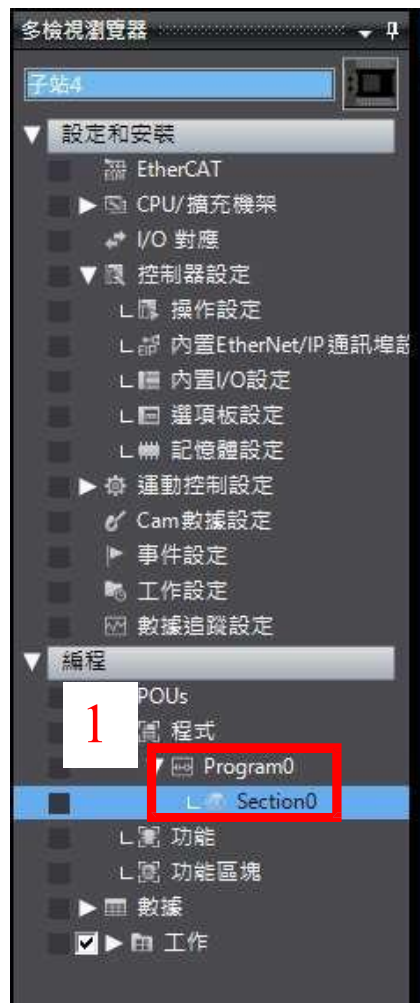 多檢視瀏覽器
子站4
設定和安裝
EtherCAT
CPU/擴充機架
I/O 對應
控制器設定
操作設定
內置EtherNet/IP通訊埠設
內置I/O設定
選項板設定
記憶體設定
運動控制設定
Cam數據設定
事件設定
工作設定
數據追蹤設定
編程
POUs
1
程式
Program0
Section0
功能
功能區塊
數據
工作